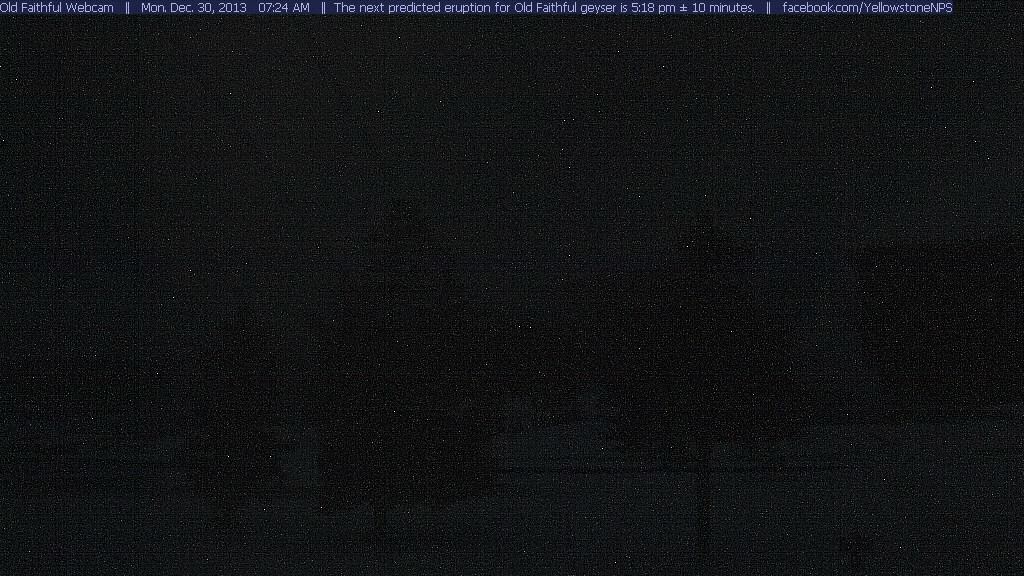 Old Faithful Webcam || Mon. Dec. 30, 2013 07:24 AM || The next predicted eruption for Old Faithful geyser is 5:18 pm ± 10 minutes. || facebook.com/YellowstoneNPS